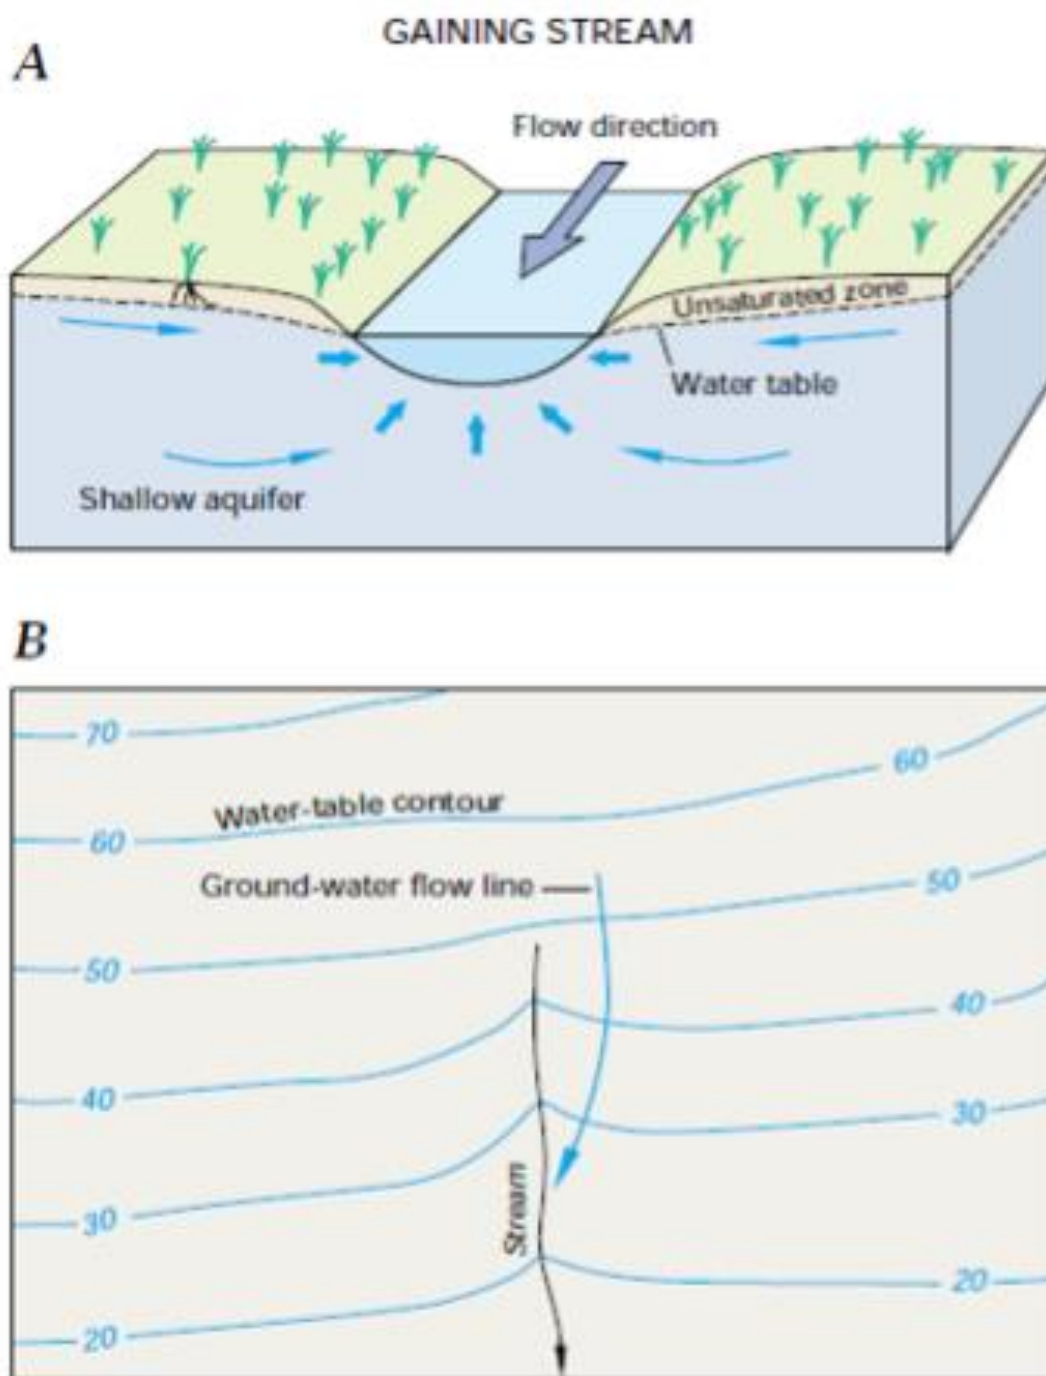 GAINING STREAM
A
Flow direction
Unsaturated zone
Water table
Shallow aquifer
B
70
60
Water-table contour
60
Ground-water flow line
50
50
40
40
30
30
Stream
20
20